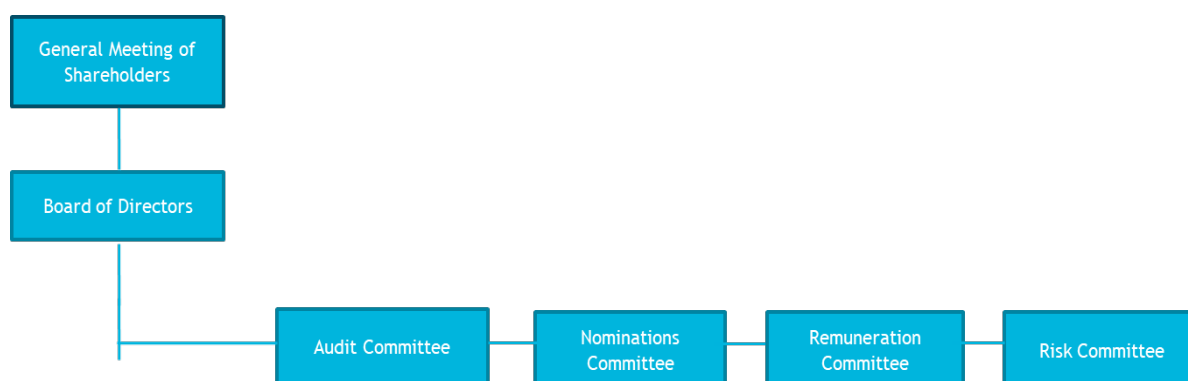 General Meeting of
Shareholders
Board of Directors
Audit Committee
Nominations
Committee
Remuneration
Committee
Risk Committee